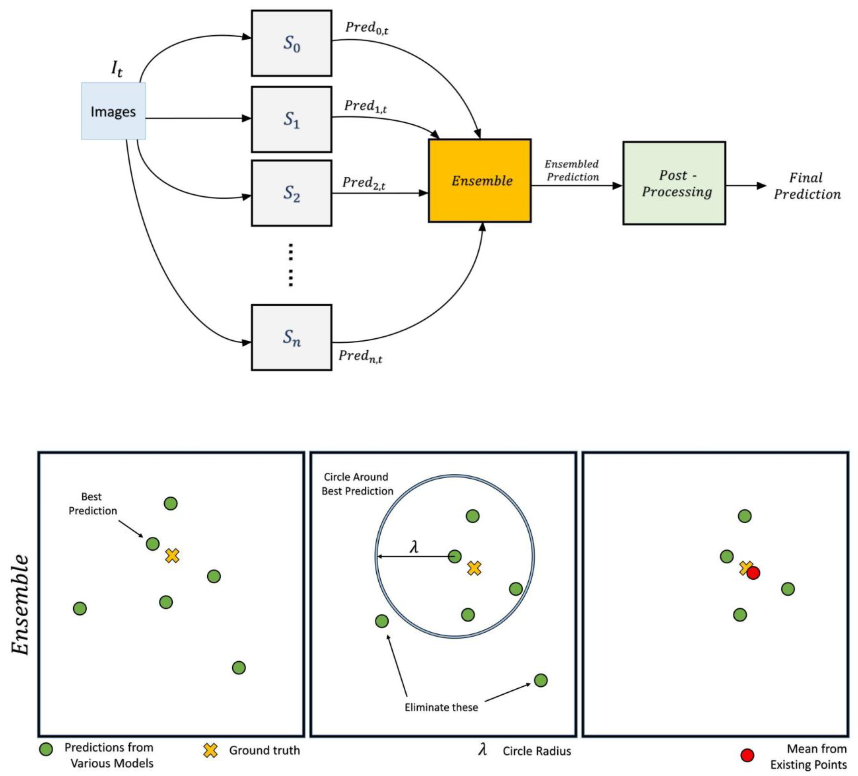 I_t
Images
S_0
S_1
S_2
S_n
Pred_{0,t}
Pred_{1,t}
Pred_{2,t}
Pred_{n,t}
Ensemble
Ensembled
Prediction
Post -
Processing
Final
Prediction
Ensemble
Best
Prediction
Circle Around
Best Prediction
λ
Eliminate these
Predictions from
Various Models
Ground truth
λ Circle Radius
Mean from
Existing Points